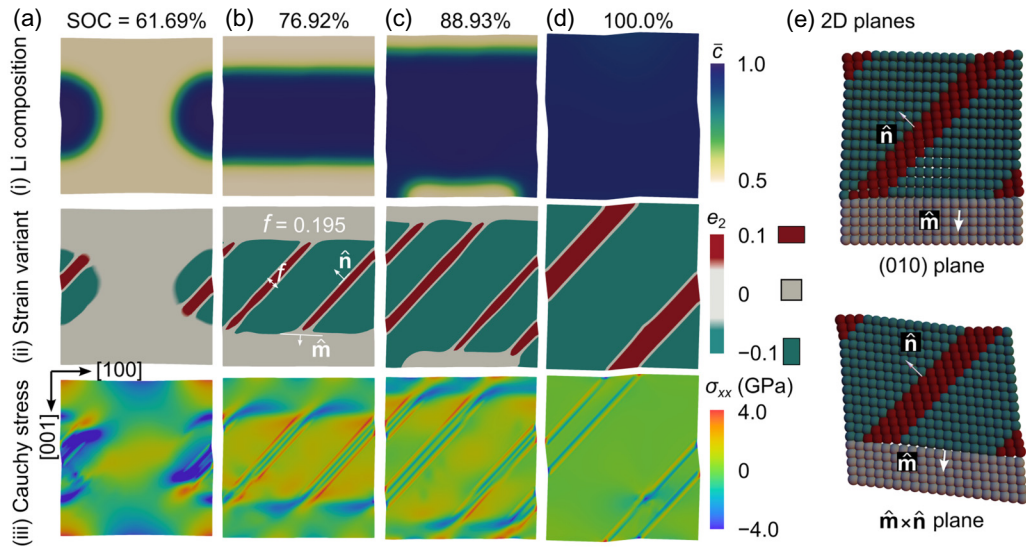 (a) SOC = 61.69% (b) 76.92% (c) 88.93% (d) 100.0% (e) 2D planes
(i) Li composition
c̄
1.0
0.5
(ii) Strain variant
f = 0.195
f
n̂
m̂
e₂
0.1
0
−0.1
[100]
[001]
(iii) Cauchy stress
σₓₓ (GPa)
4.0
0
−4.0
n̂
m̂
(010) plane
n̂
m̂
m̂×n̂ plane